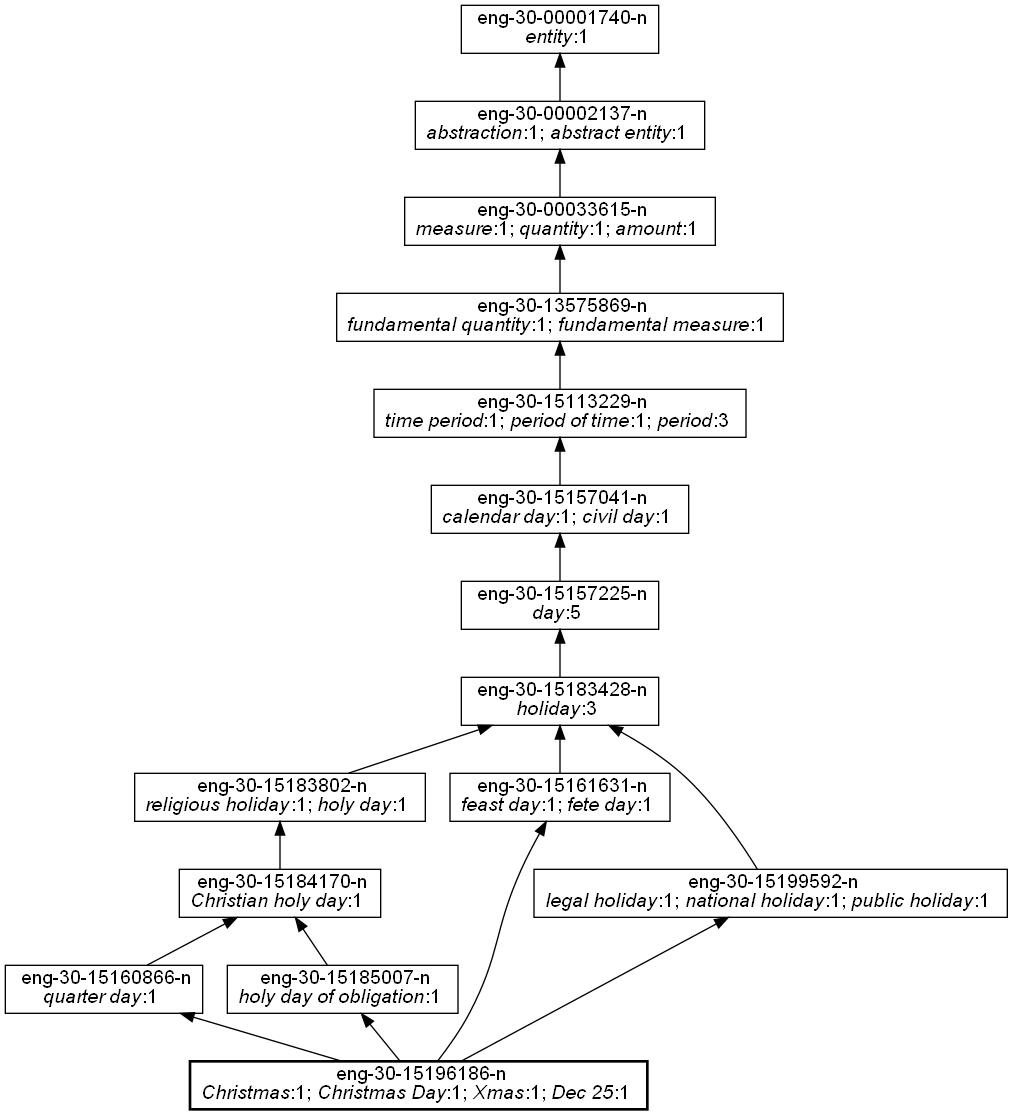 eng-30-00001740-n
entity:1
eng-30-00002137-n
abstraction:1; abstract entity:1
eng-30-00033615-n
measure:1; quantity:1; amount:1
eng-30-13575869-n
fundamental quantity:1; fundamental measure:1
eng-30-15113229-n
time period:1; period of time:1; period:3
eng-30-15157041-n
calendar day:1; civil day:1
eng-30-15157225-n
day:5
eng-30-15183428-n
holiday:3
eng-30-15183802-n
religious holiday:1; holy day:1
eng-30-15161631-n
feast day:1; fete day:1
eng-30-15184170-n
Christian holy day:1
eng-30-15199592-n
legal holiday:1; national holiday:1; public holiday:1
eng-30-15160866-n
quarter day:1
eng-30-15185007-n
holy day of obligation:1
eng-30-15196186-n
Christmas:1; Christmas Day:1; Xmas:1; Dec 25:1